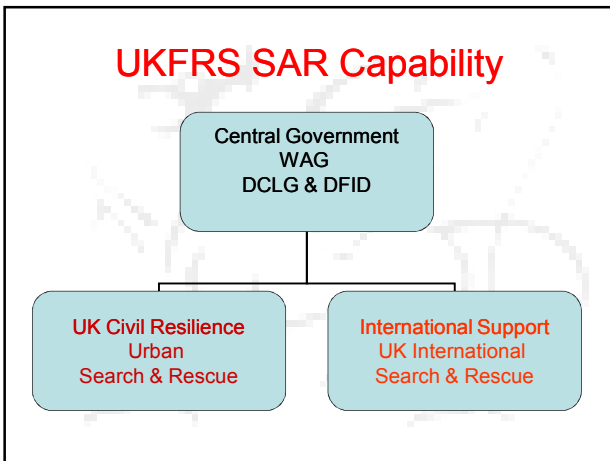 UKFRS SAR Capability
Central Government
WAG
DCLG & DFID
UK Civil Resilience
Urban
Search & Rescue
International Support
UK International
Search & Rescue